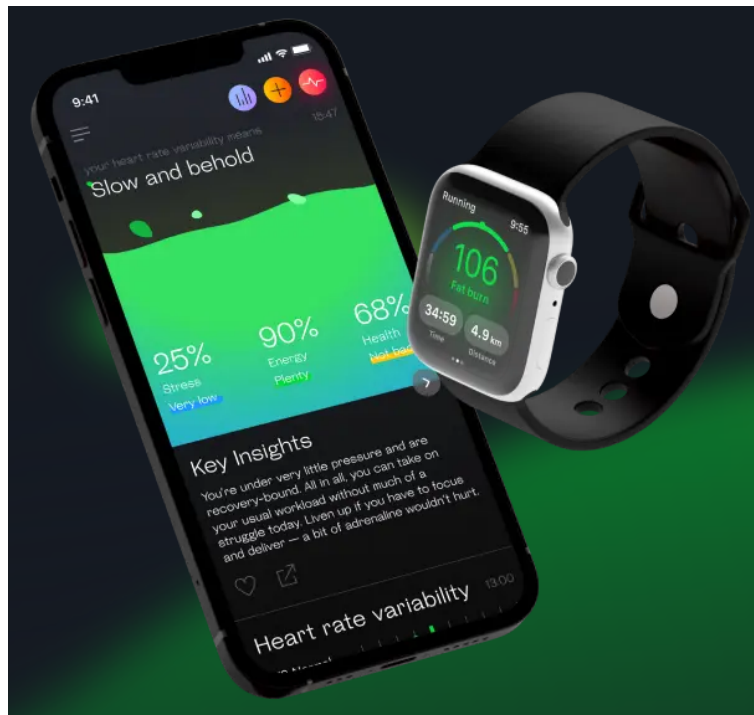 9:41
18:47
your heart rate variability means
Slow and behold
25%
Stress
Very low
90%
Energy
Plenty
68%
Health
Not bad
Key Insights
You're under very little pressure and are
recovery-bound. All in all, you can take on
your usual workload without much of a
struggle today. Liven up if you have to focus
and deliver — a bit of adrenaline wouldn't hurt.
Heart rate variability
13:00
Normal
Running
9:55
106
Fat burn
34:59
Time
4.9 km
Distance